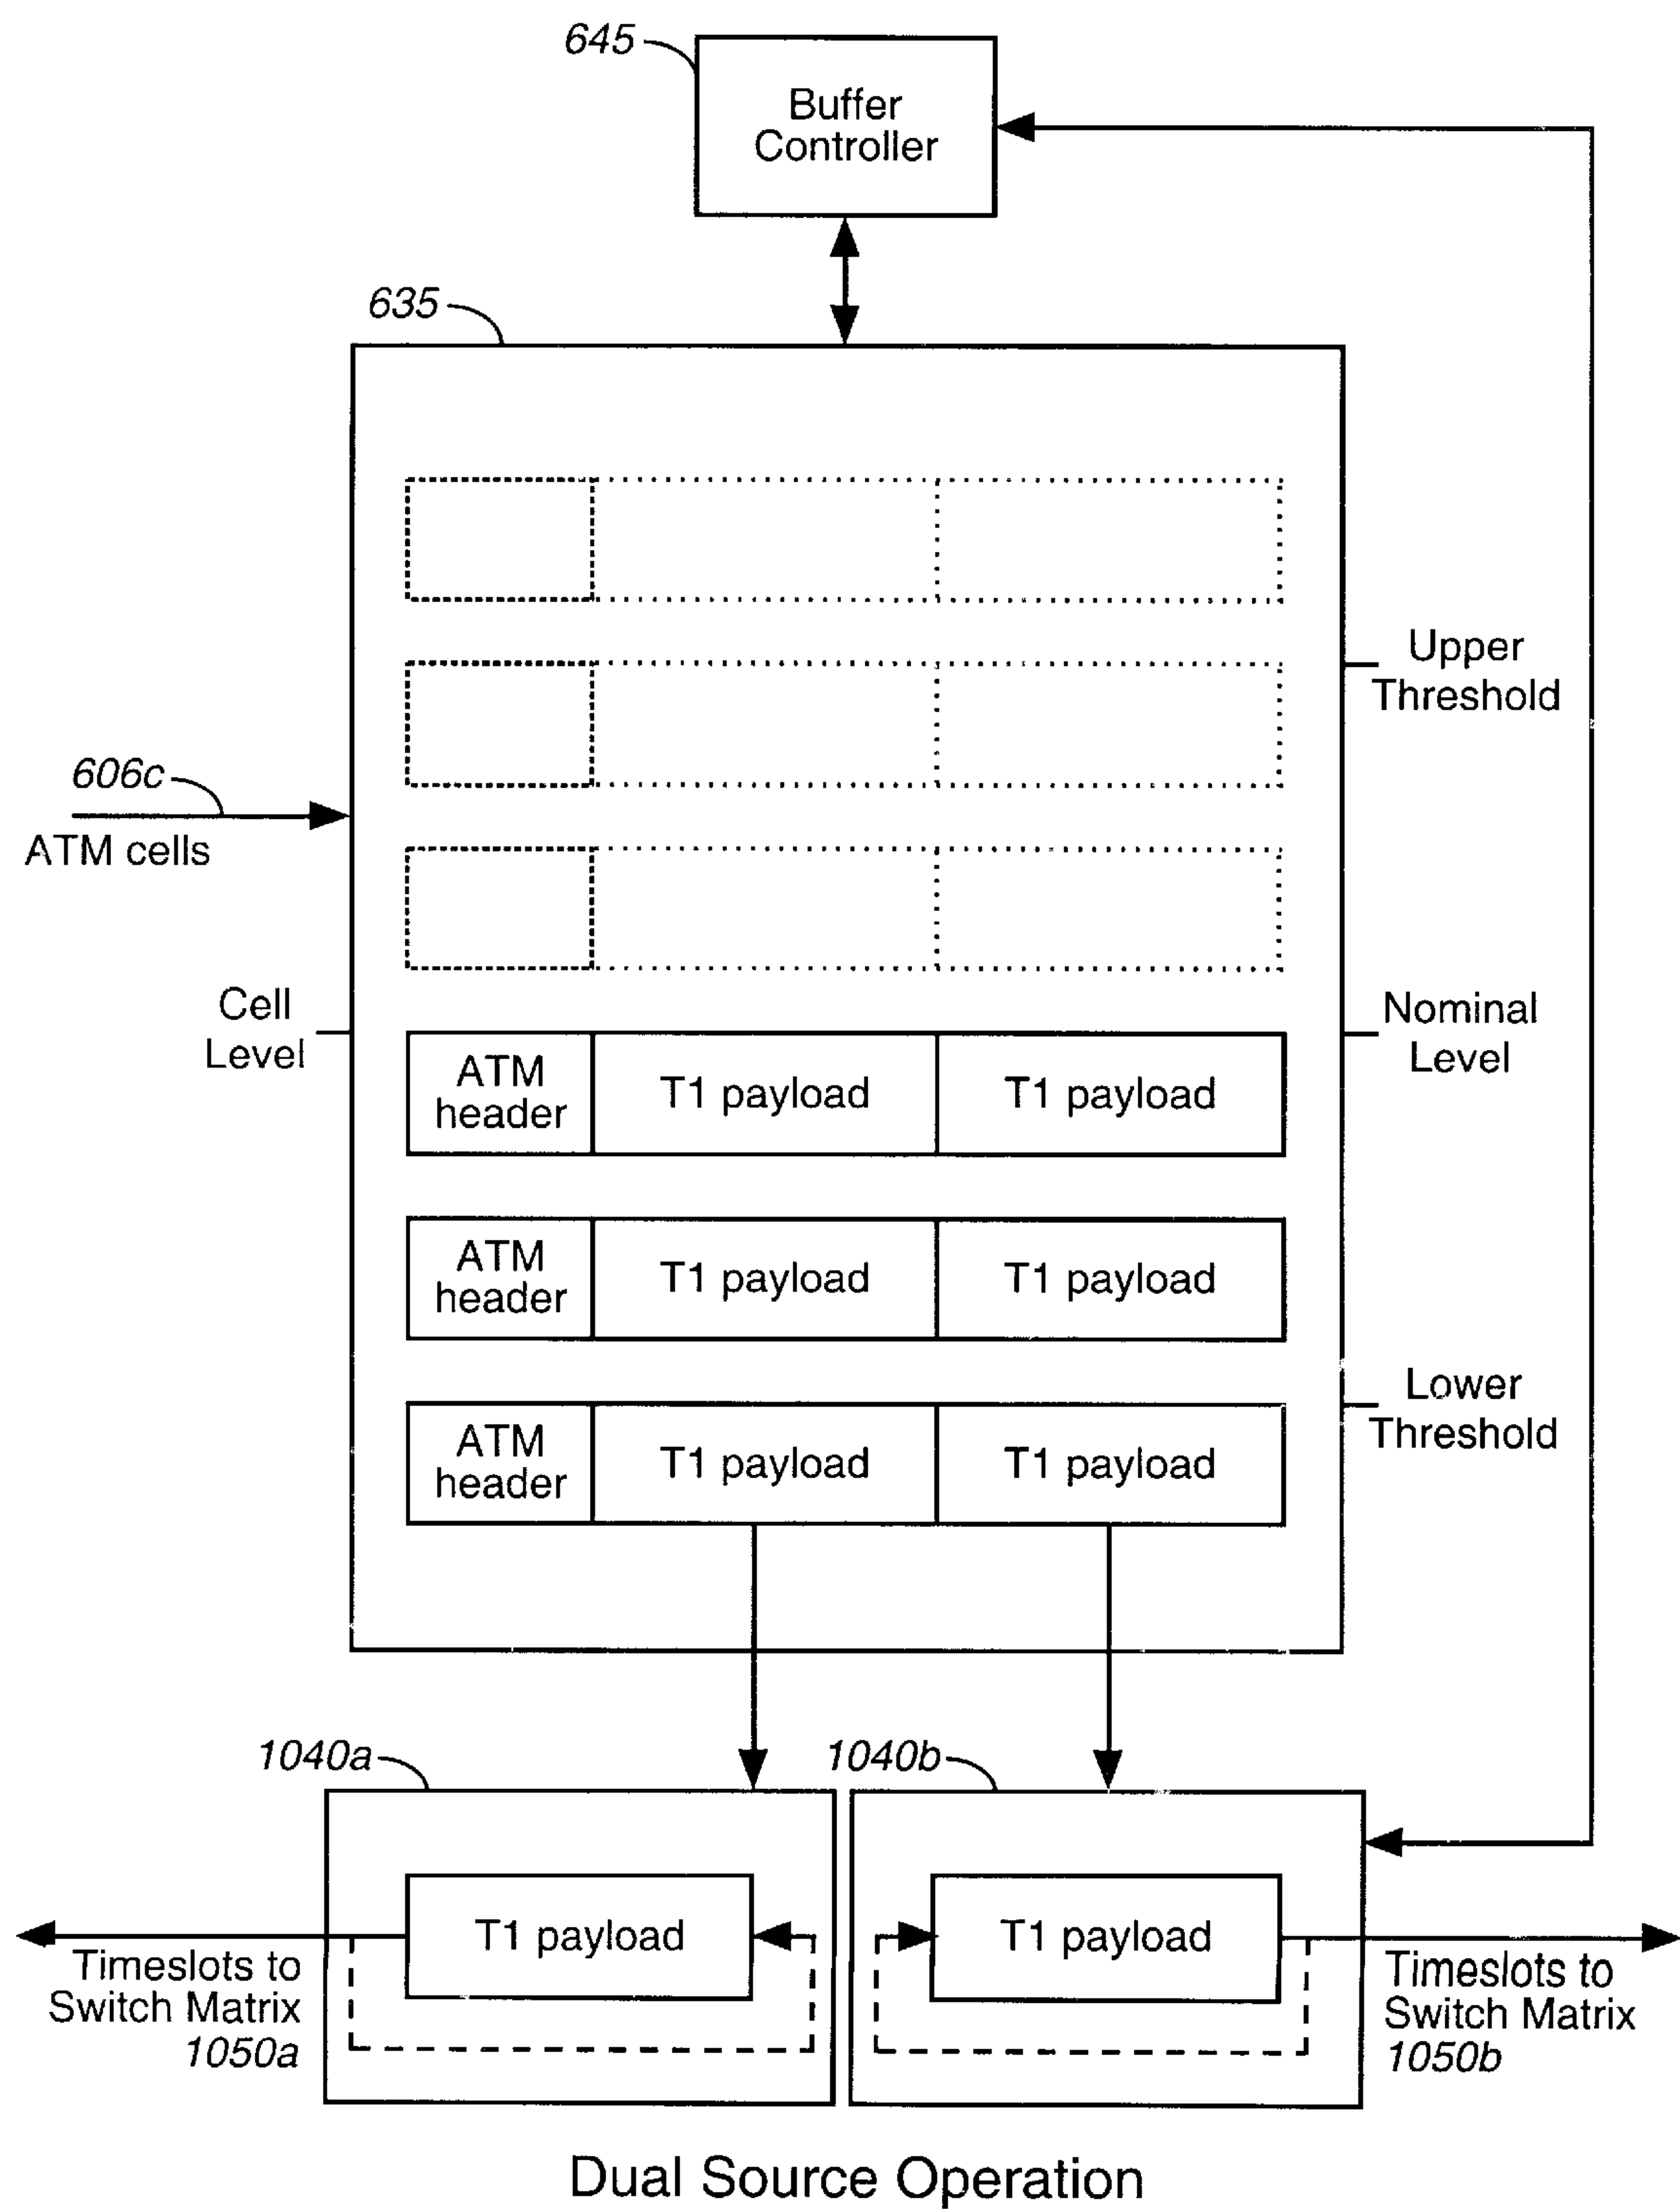 645
Buffer
Controller
635
Upper
Threshold
606c
ATM cells
Cell
Level
Nominal
Level
ATM
header
T1 payload
T1 payload
ATM
header
T1 payload
T1 payload
Lower
Threshold
ATM
header
T1 payload
T1 payload
1040a
1040b
T1 payload
T1 payload
Timeslots to
Switch Matrix
1050a
Timeslots to
Switch Matrix
1050b
Dual Source Operation